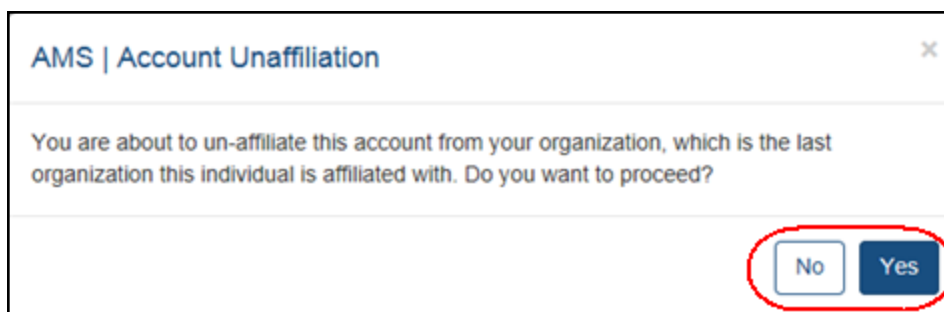 AMS | Account Unaffiliation
×
You are about to un-affiliate this account from your organization, which is the last
organization this individual is affiliated with. Do you want to proceed?
No Yes